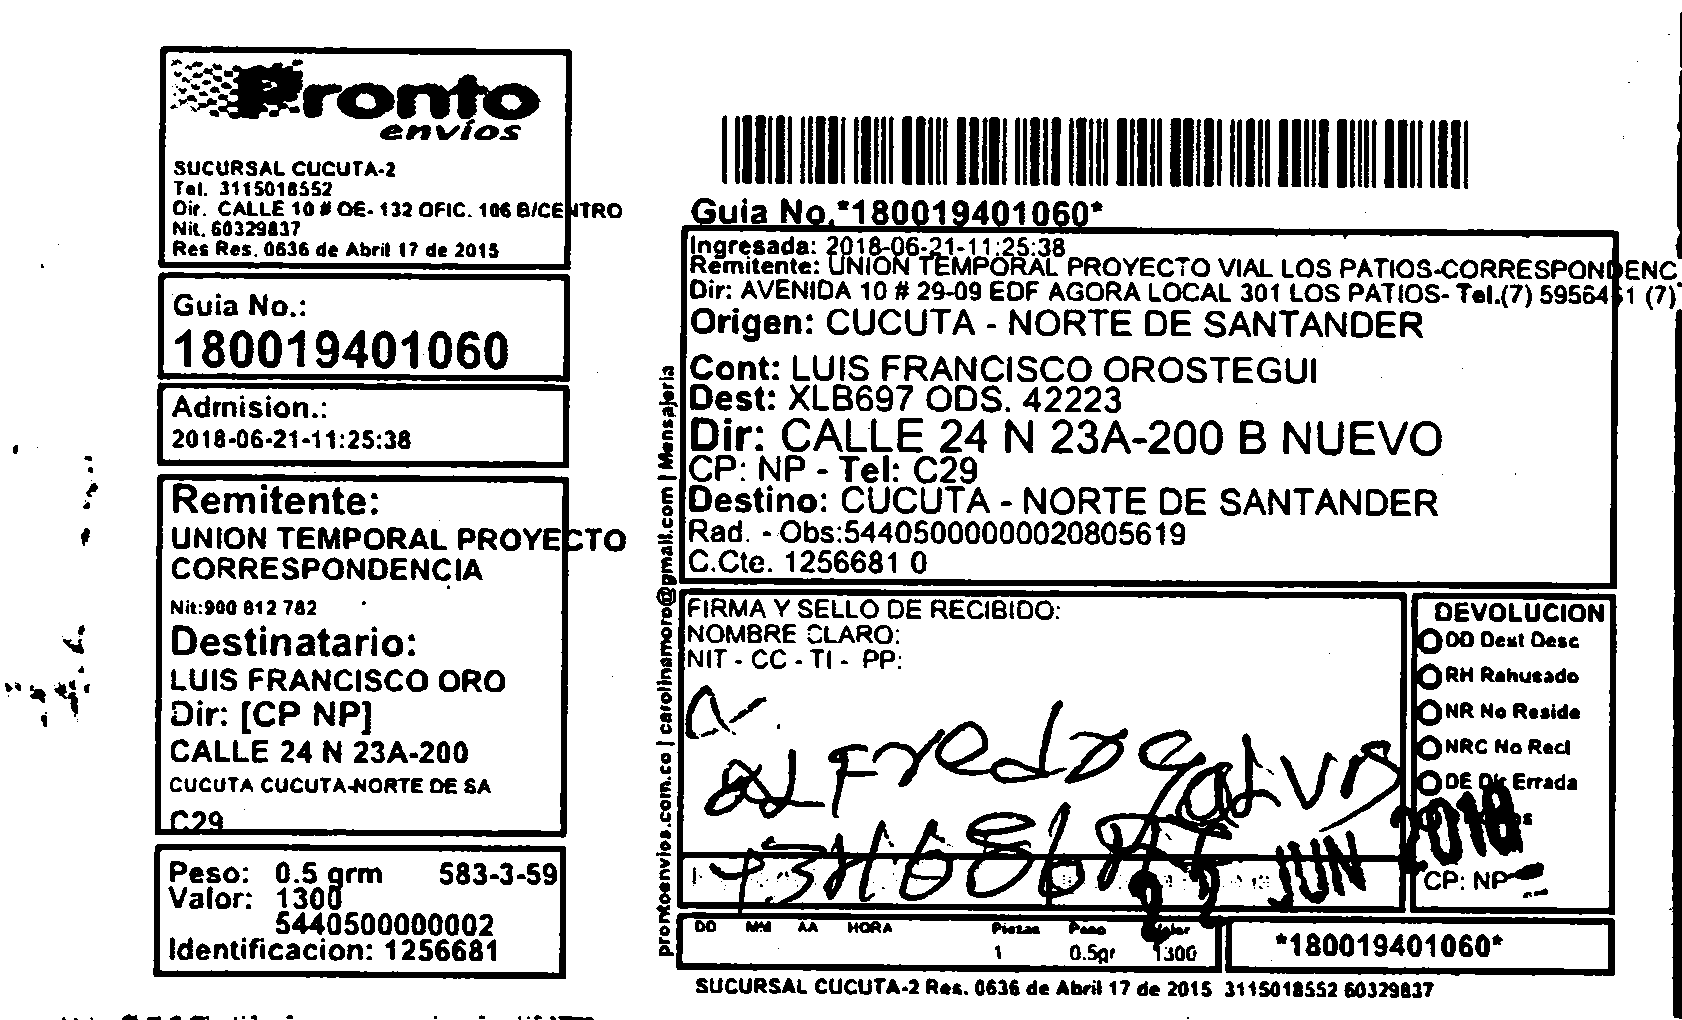 Pronto
envíos
SUCURSAL CUCUTA-2
Tel. 3115018552
Dir. CALLE 10 # OE- 132 OFIC. 106 B/CENTRO
Nit. 60329837
Res Res. 0636 de Abril 17 de 2015
Guia No.:
180019401060
Admision.:
2018-06-21-11:25:38
Remitente:
UNION TEMPORAL PROYECTO
CORRESPONDENCIA
Nit:900 812 782
Destinatario:
LUIS FRANCISCO ORO
Dir: [CP NP]
CALLE 24 N 23A-200
CUCUTA CUCUTA-NORTE DE SA
C29
Peso: 0.5 grm 583-3-59
Valor: 1300
5440500000002
Identificacion: 1256681
prontoenvios.com.co | carolinamoro@gmail.com | Mensajeria
Guia No.*180019401060*
Ingresada: 2018-06-21-11:25:38
Remitente: UNION TEMPORAL PROYECTO VIAL LOS PATIOS-CORRESPONDENC
Dir: AVENIDA 10 # 29-09 EDF AGORA LOCAL 301 LOS PATIOS- Tel.(7) 5956461 (7)
Origen: CUCUTA - NORTE DE SANTANDER
Cont: LUIS FRANCISCO OROSTEGUI
Dest: XLB697 ODS. 42223
Dir: CALLE 24 N 23A-200 B NUEVO
CP: NP - Tel: C29
Destino: CUCUTA - NORTE DE SANTANDER
Rad. - Obs:54405000000020805619
C.Cte. 1256681 0
FIRMA Y SELLO DE RECIBIDO:
NOMBRE CLARO:
NIT - CC - TI - PP:
ALFredo GALVIS
JUN 2018
DEVOLUCION
DD Dest Desc
RH Rehusado
NR No Reside
NRC No Recl
DE Dir Errada
CP: NP
DD MM AA HORA Piezas Peso Valor
1 0.5gr 1300
*180019401060*
SUCURSAL CUCUTA-2 Res. 0636 de Abril 17 de 2015 3115018552 60329837